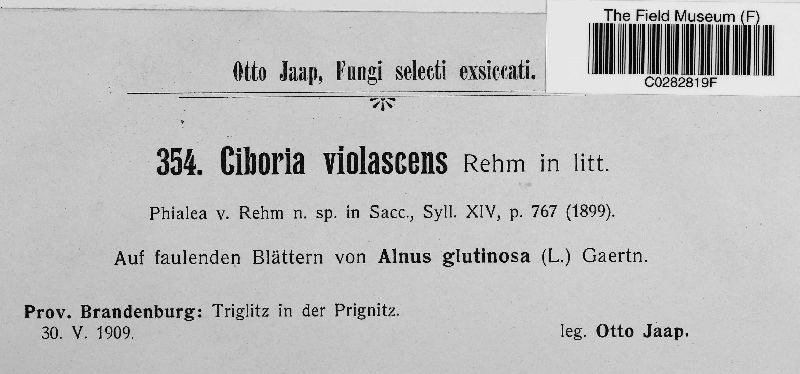 The Field Museum (F)
C0282819F
Otto Jaap, Fungi selecti exsiccati.
354. Ciboria violascens Rehm in litt.
Phialea v. Rehm n. sp. in Sacc., Syll. XIV, p. 767 (1899).
Auf faulenden Blättern von Alnus glutinosa (L.) Gaertn.
Prov. Brandenburg: Triglitz in der Prignitz.
30. V. 1909.
leg. Otto Jaap.